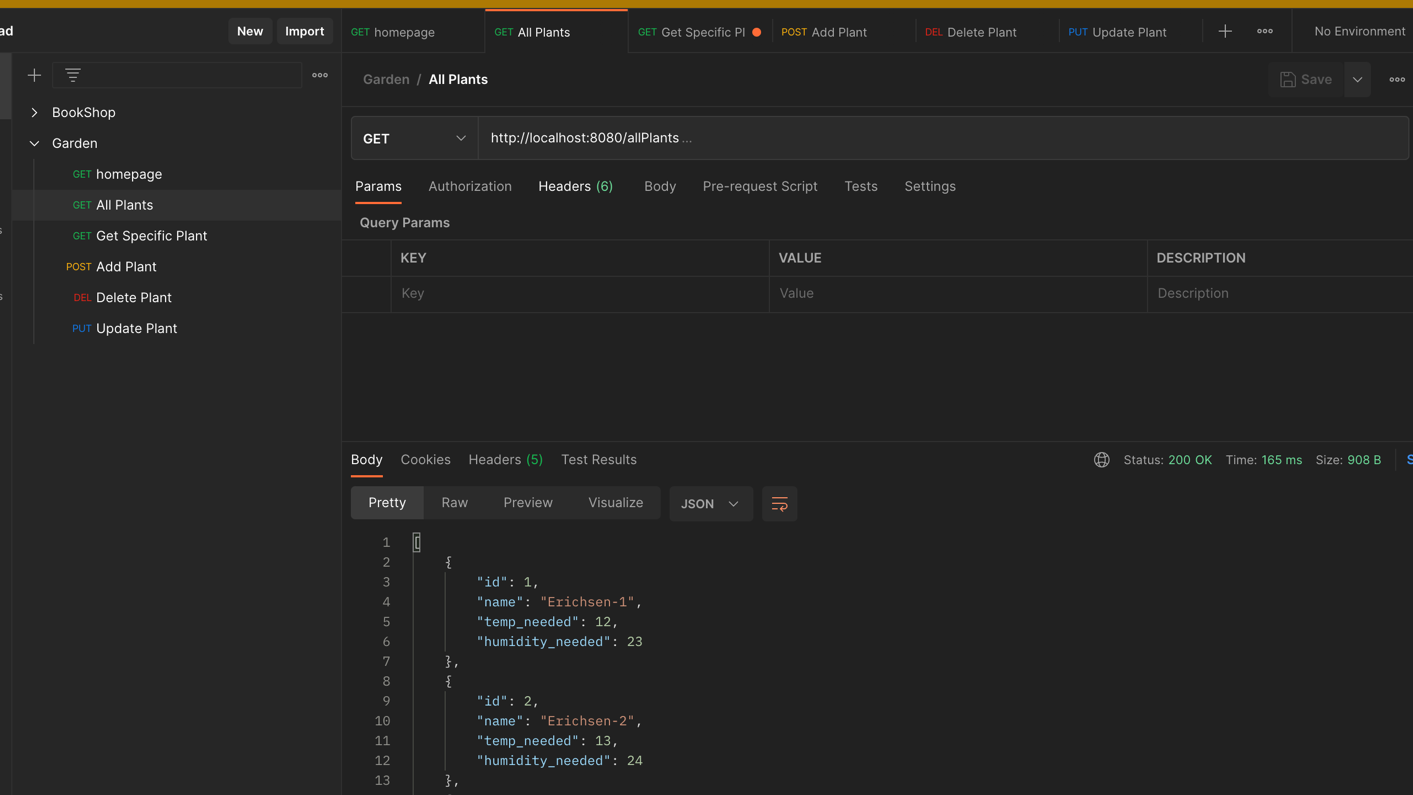 ad
New
Import
GET homepage
GET All Plants
GET Get Specific Pl
POST Add Plant
DEL Delete Plant
PUT Update Plant
No Environment
Garden / All Plants
Save
BookShop
Garden
GET homepage
GET All Plants
GET Get Specific Plant
POST Add Plant
DEL Delete Plant
PUT Update Plant
GET
http://localhost:8080/allPlants ...
Params
Authorization
Headers (6)
Body
Pre-request Script
Tests
Settings
Query Params
KEY VALUE DESCRIPTION
Key Value Description
Body
Cookies
Headers (5)
Test Results
Status: 200 OK Time: 165 ms Size: 908 B
Pretty
Raw
Preview
Visualize
JSON
1 [
2 {
3 "id": 1,
4 "name": "Erichsen-1",
5 "temp_needed": 12,
6 "humidity_needed": 23
7 },
8 {
9 "id": 2,
10 "name": "Erichsen-2",
11 "temp_needed": 13,
12 "humidity_needed": 24
13 },